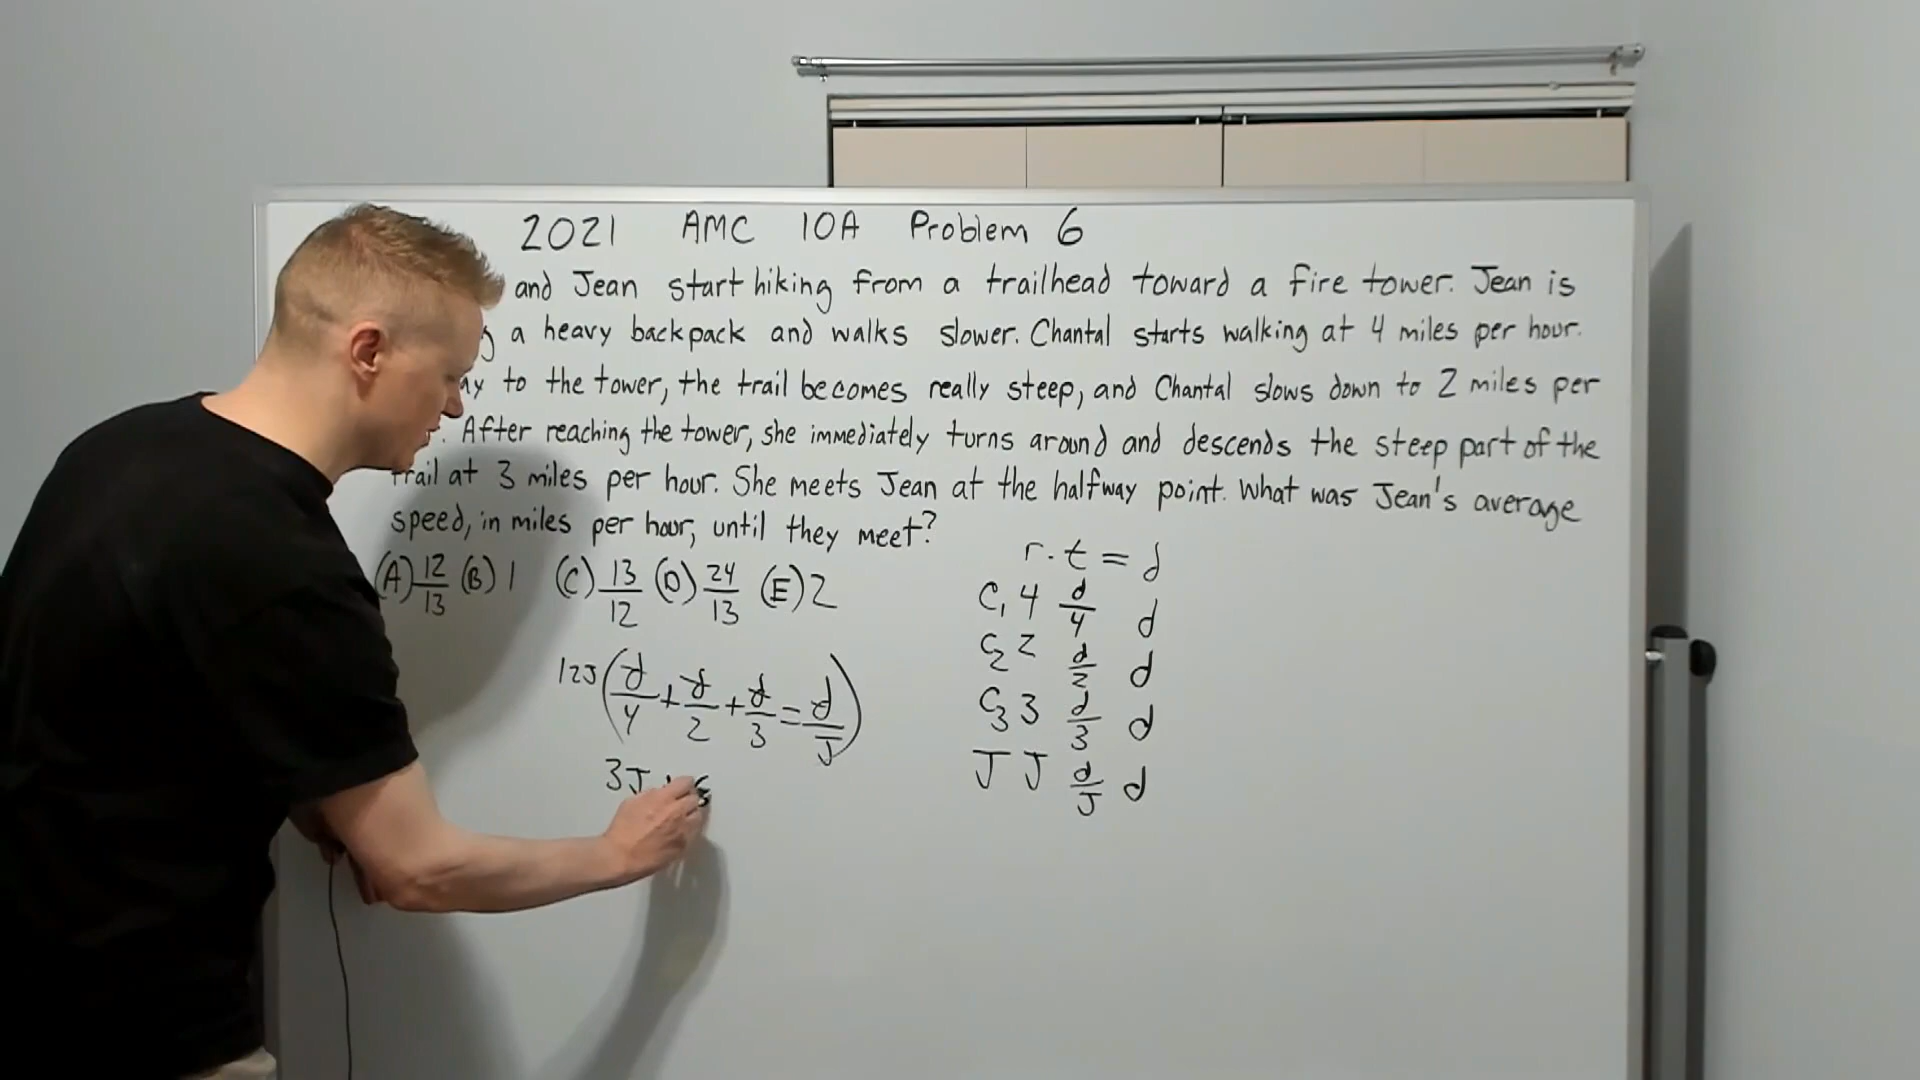 2021 AMC 10A Problem 6
and Jean start hiking from a trailhead toward a fire tower. Jean is
a heavy backpack and walks slower. Chantal starts walking at 4 miles per hour.
to the tower, the trail becomes really steep, and Chantal slows down to 2 miles per
After reaching the tower, she immediately turns around and descends the steep part of the
trail at 3 miles per hour. She meets Jean at the halfway point. What was Jean's average
speed, in miles per hour, until they meet?
(A) 12/13 (B) 1 (C) 13/12 (D) 24/13 (E) 2
r · t = d
C₁ 4 d/4 d
C₂ 2 d/2 d
C₃ 3 d/3 d
J J d/J d
12J(d/4 + d/2 + d/3 = d/J)
3J + 6